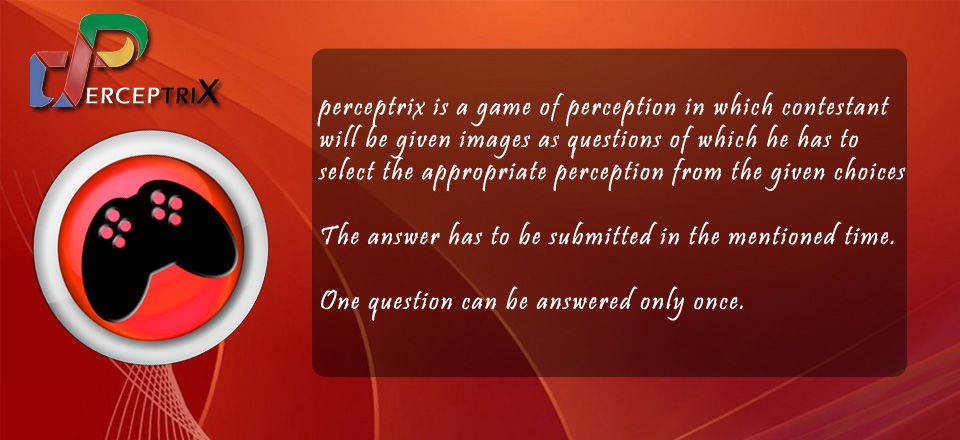 PERCEPTRIX
perceptrix is a game of perception in which contestant
will be given images as questions of which he has to
select the appropriate perception from the given choices
The answer has to be submitted in the mentioned time.
One question can be answered only once.